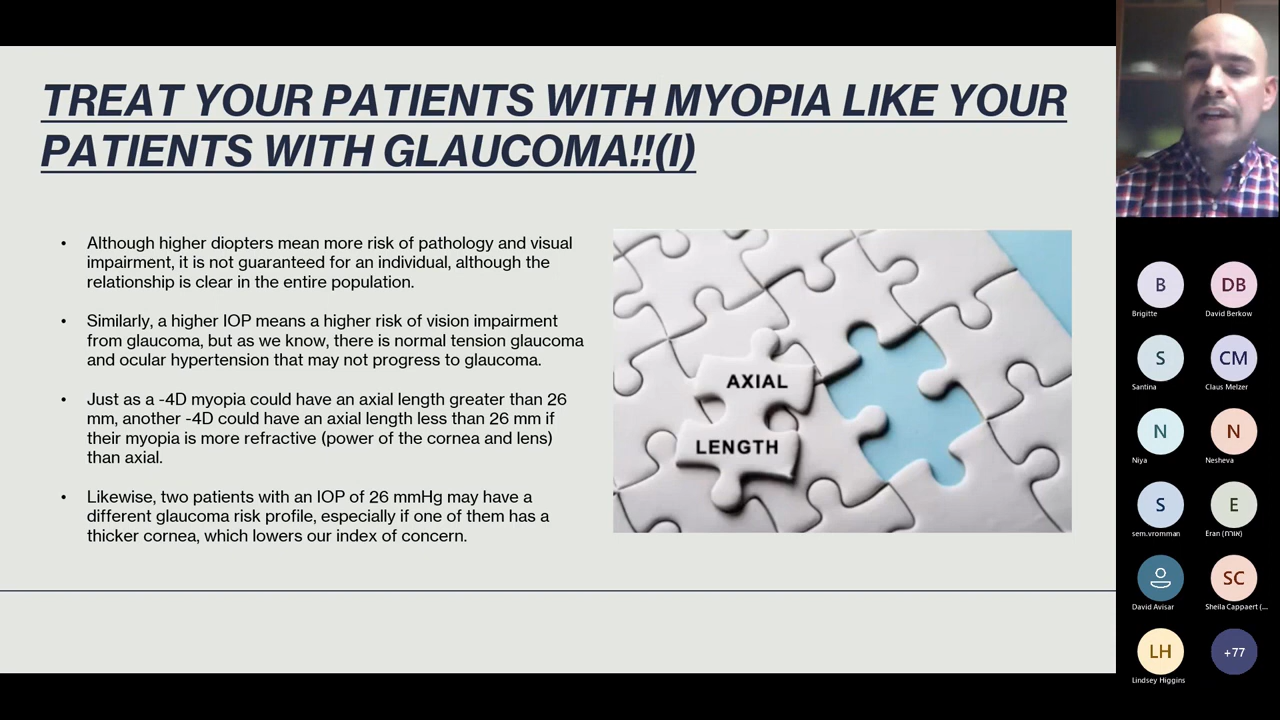 TREAT YOUR PATIENTS WITH MYOPIA LIKE YOUR
PATIENTS WITH GLAUCOMA!!(I)
• Although higher diopters mean more risk of pathology and visual
impairment, it is not guaranteed for an individual, although the
relationship is clear in the entire population.
• Similarly, a higher IOP means a higher risk of vision impairment
from glaucoma, but as we know, there is normal tension glaucoma
and ocular hypertension that may not progress to glaucoma.
• Just as a -4D myopia could have an axial length greater than 26
mm, another -4D could have an axial length less than 26 mm if
their myopia is more refractive (power of the cornea and lens)
than axial.
• Likewise, two patients with an IOP of 26 mmHg may have a
different glaucoma risk profile, especially if one of them has a
thicker cornea, which lowers our index of concern.
AXIAL
LENGTH
B
Brigitte
DB
David Berkow
S
Santina
CM
Claus Melzer
N
Niya
N
Nesheva
S
sem.vromman
E
Eran (אורח)
David Avisar
SC
Sheila Cappaert (...
LH
Lindsey Higgins
+77